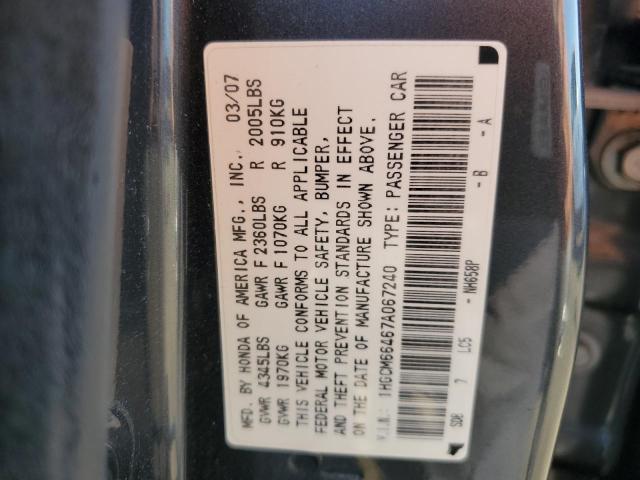 MFD. BY HONDA OF AMERICA MFG., INC. 03/07
GVWR 4345LBS GAWR F 2360LBS R 2005LBS
GVWR 1970KG GAWR F 1070KG R 910KG
THIS VEHICLE CONFORMS TO ALL APPLICABLE
FEDERAL MOTOR VEHICLE SAFETY, BUMPER,
AND THEFT PREVENTION STANDARDS IN EFFECT
ON THE DATE OF MANUFACTURE SHOWN ABOVE.
V.I.N.: 1HGCM66467A067240 TYPE: PASSENGER CAR
SDB 7 LC5 - NH658P - B - A